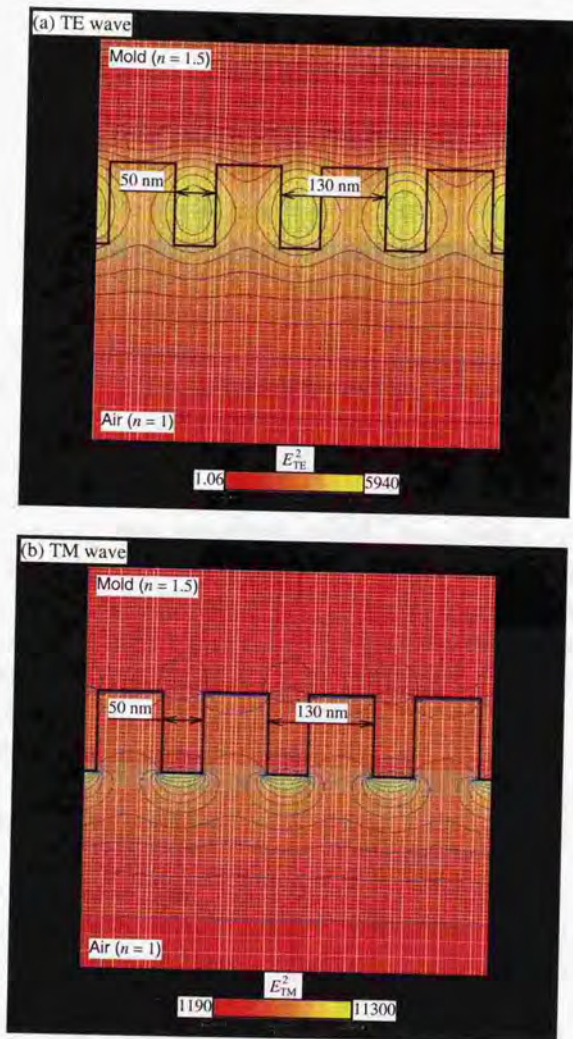 (a) TE wave
Mold (n = 1.5)
50 nm
130 nm
Air (n = 1)
E²TE
1.06
5940
(b) TM wave
Mold (n = 1.5)
50 nm
130 nm
Air (n = 1)
E²TM
1190
11300